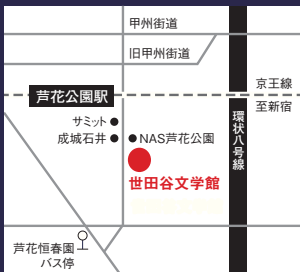 甲州街道
旧甲州街道
京王線
芦花公園駅
至新宿
サミット
成城石井
NAS芦花公園
環状八号線
世田谷文学館
芦花恒春園
バス停